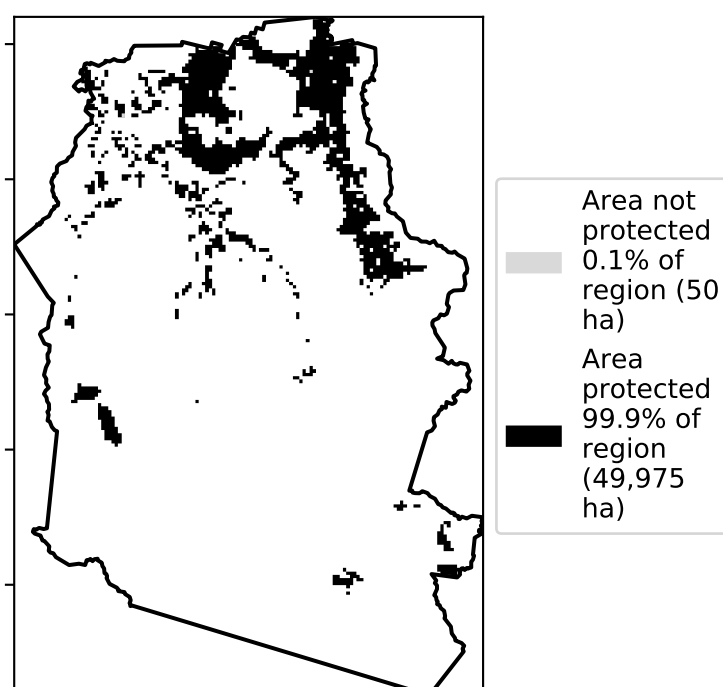 Area not
protected
0.1% of
region (50
ha)
Area
protected
99.9% of
region
(49,975
ha)